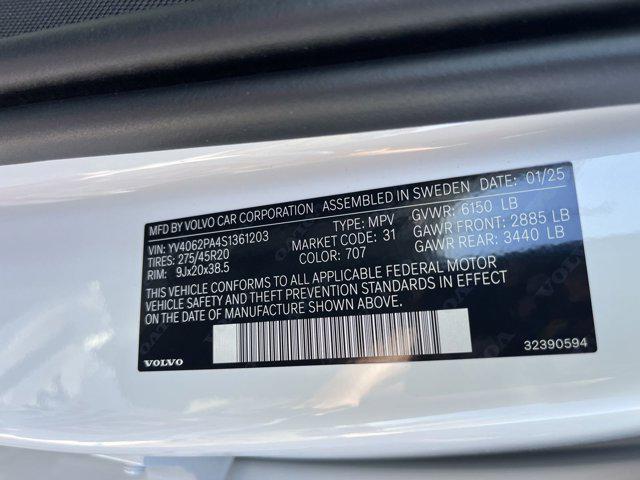 MFD BY VOLVO CAR CORPORATION ASSEMBLED IN SWEDEN DATE: 01/25
VIN: YV4062PA4S1361203 TYPE: MPV GVWR: 6150 LB
TIRES: 275/45R20 MARKET CODE: 31 GAWR FRONT: 2885 LB
RIM: 9Jx20x38.5 COLOR: 707 GAWR REAR: 3440 LB
THIS VEHICLE CONFORMS TO ALL APPLICABLE FEDERAL MOTOR
VEHICLE SAFETY AND THEFT PREVENTION STANDARDS IN EFFECT
ON THE DATE OF MANUFACTURE SHOWN ABOVE.
VOLVO 32390594